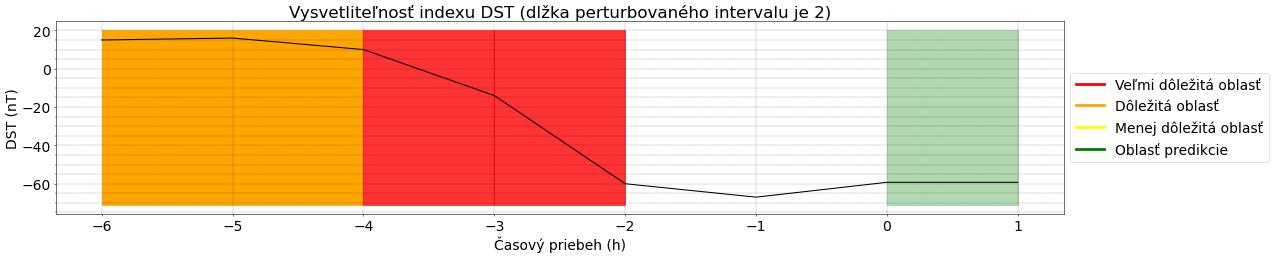 Vysvetliteľnosť indexu DST (dĺžka perturbovaného intervalu je 2)
DST (nT)
20
0
−20
−40
−60
−6 −5 −4 −3 −2 −1 0 1
Časový priebeh (h)
Veľmi dôležitá oblasť
Dôležitá oblasť
Menej dôležitá oblasť
Oblasť predikcie